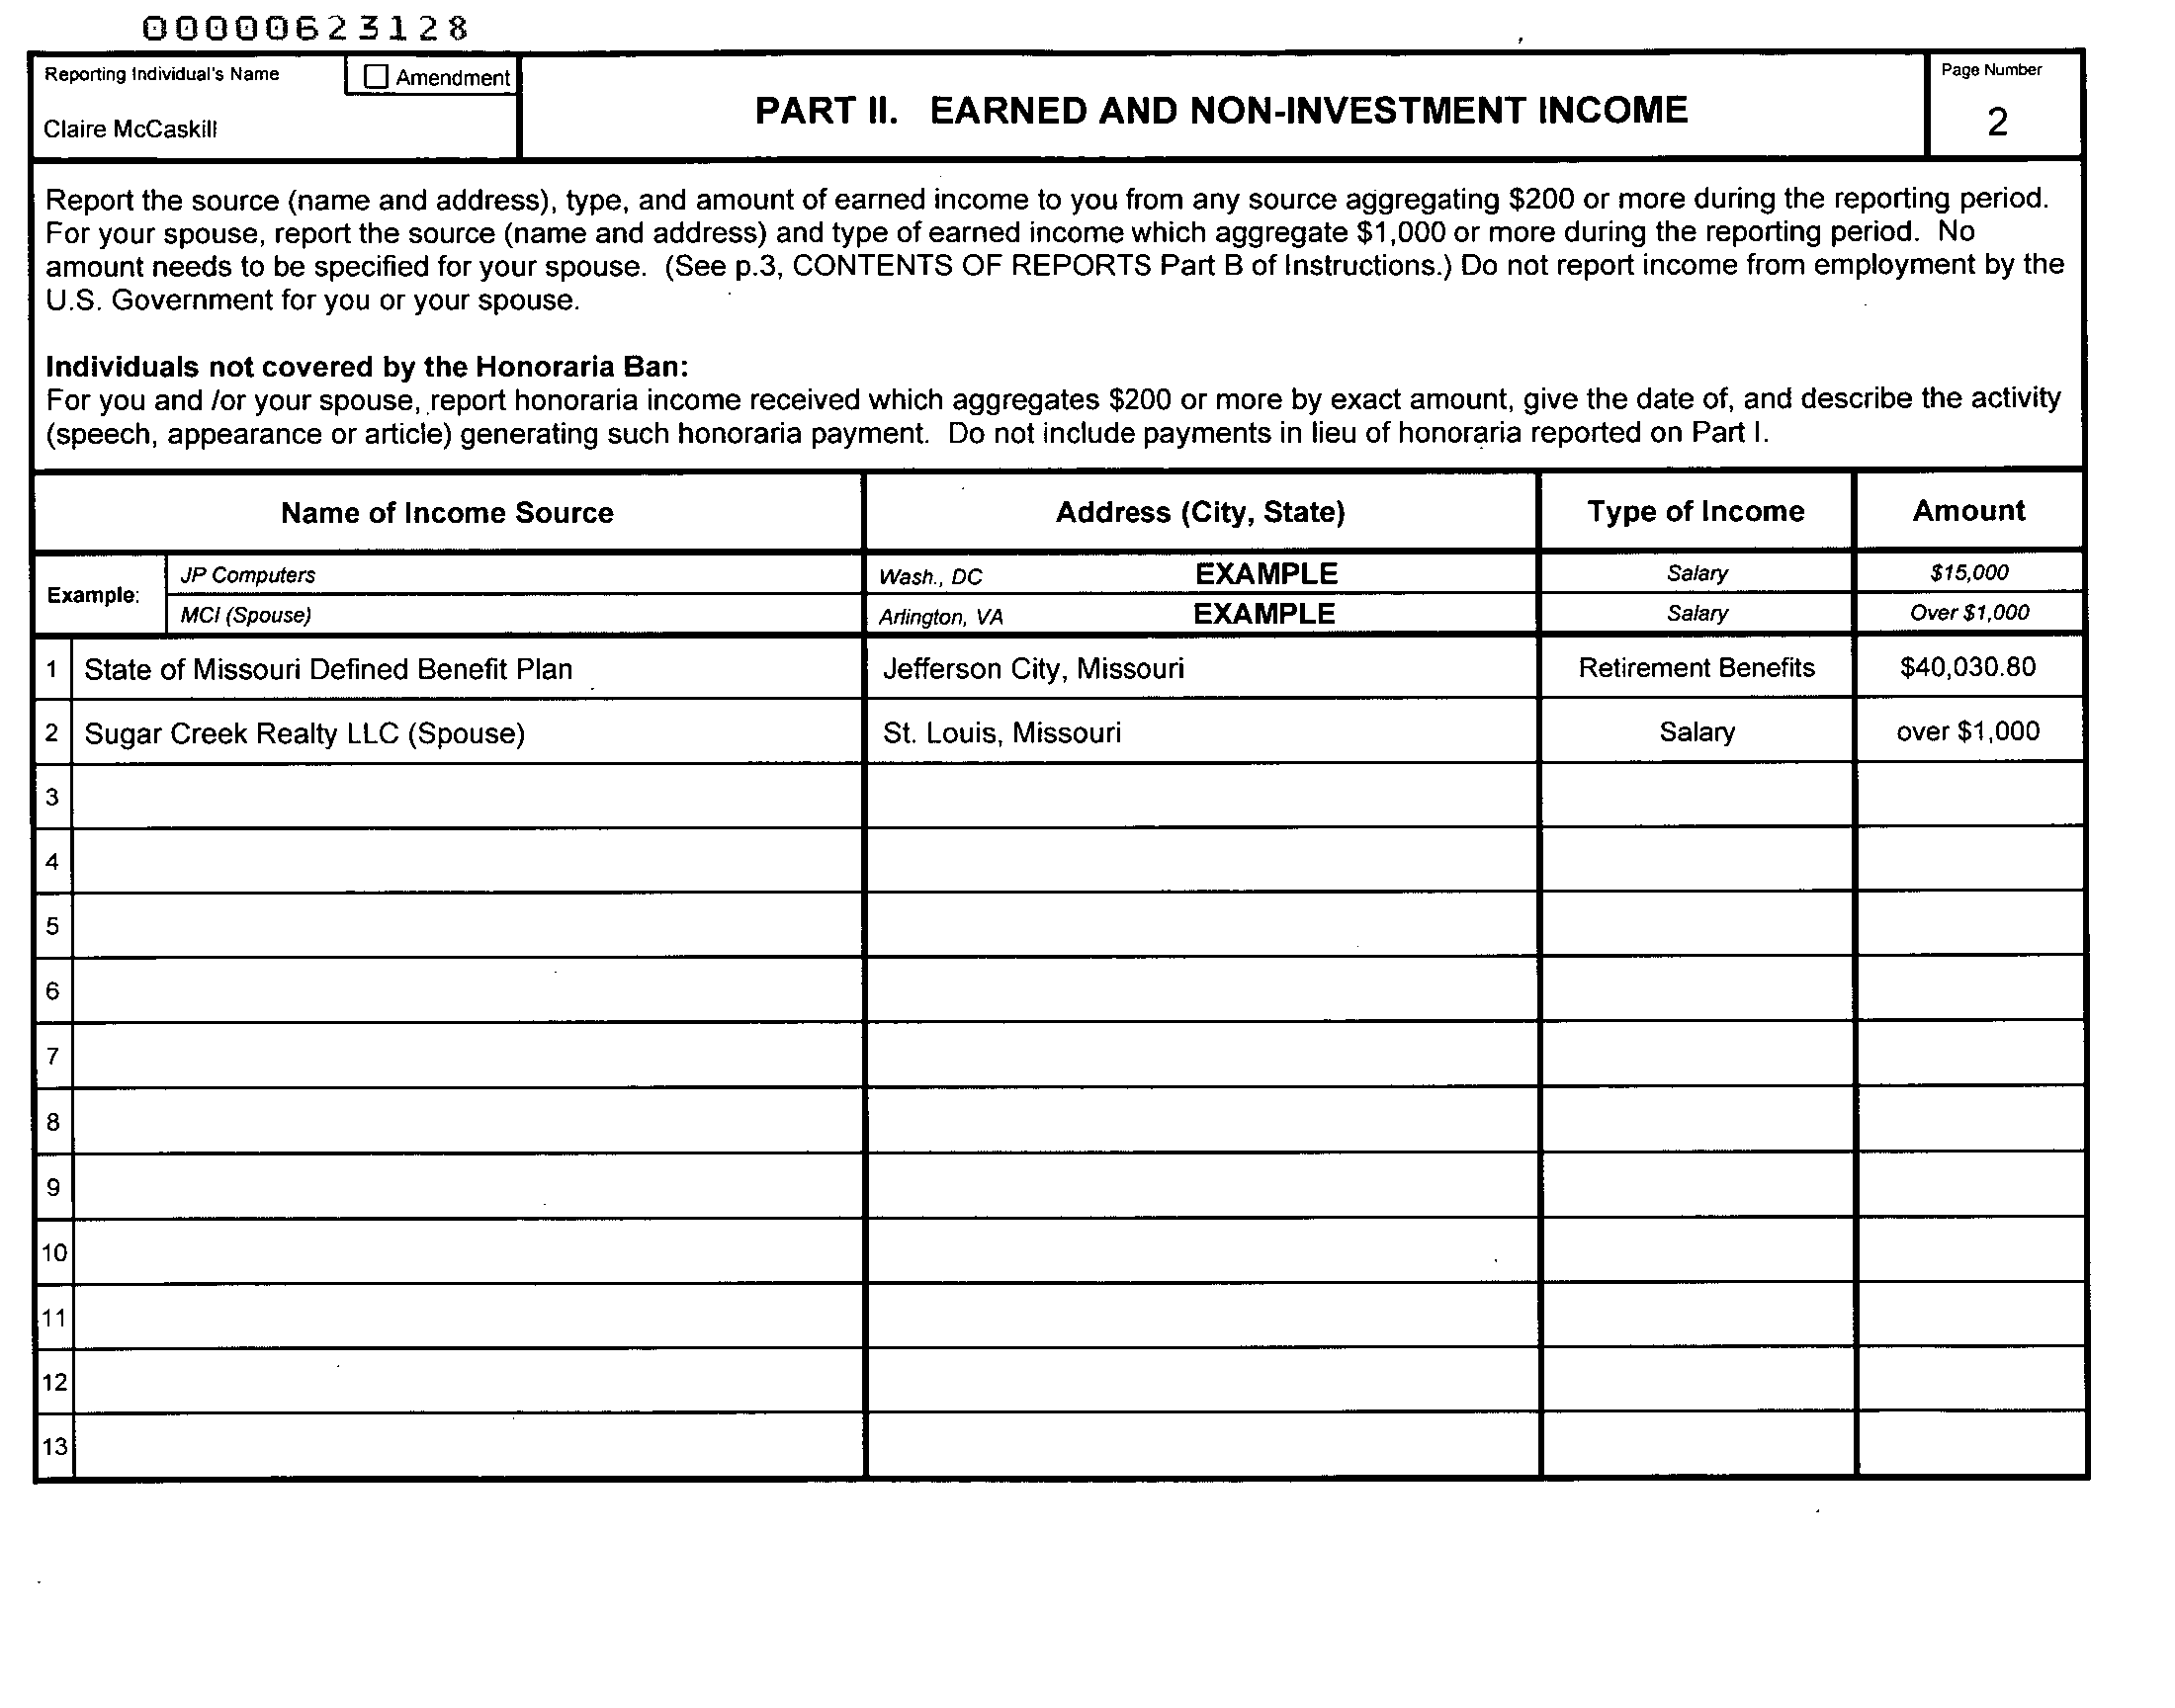 00000623128
Reporting Individual's Name
Amendment
Claire McCaskill
PART II. EARNED AND NON-INVESTMENT INCOME
Page Number
2
Report the source (name and address), type, and amount of earned income to you from any source aggregating $200 or more during the reporting period.
For your spouse, report the source (name and address) and type of earned income which aggregate $1,000 or more during the reporting period. No
amount needs to be specified for your spouse. (See p.3, CONTENTS OF REPORTS Part B of Instructions.) Do not report income from employment by the
U.S. Government for you or your spouse.
Individuals not covered by the Honoraria Ban:
For you and /or your spouse, report honoraria income received which aggregates $200 or more by exact amount, give the date of, and describe the activity
(speech, appearance or article) generating such honoraria payment. Do not include payments in lieu of honoraria reported on Part I.
Name of Income Source Address (City, State) Type of Income Amount
Example:
JP Computers Wash., DC EXAMPLE Salary $15,000
MCI (Spouse) Arlington, VA EXAMPLE Salary Over $1,000
1 State of Missouri Defined Benefit Plan Jefferson City, Missouri Retirement Benefits $40,030.80
2 Sugar Creek Realty LLC (Spouse) St. Louis, Missouri Salary over $1,000
3
4
5
6
7
8
9
10
11
12
13